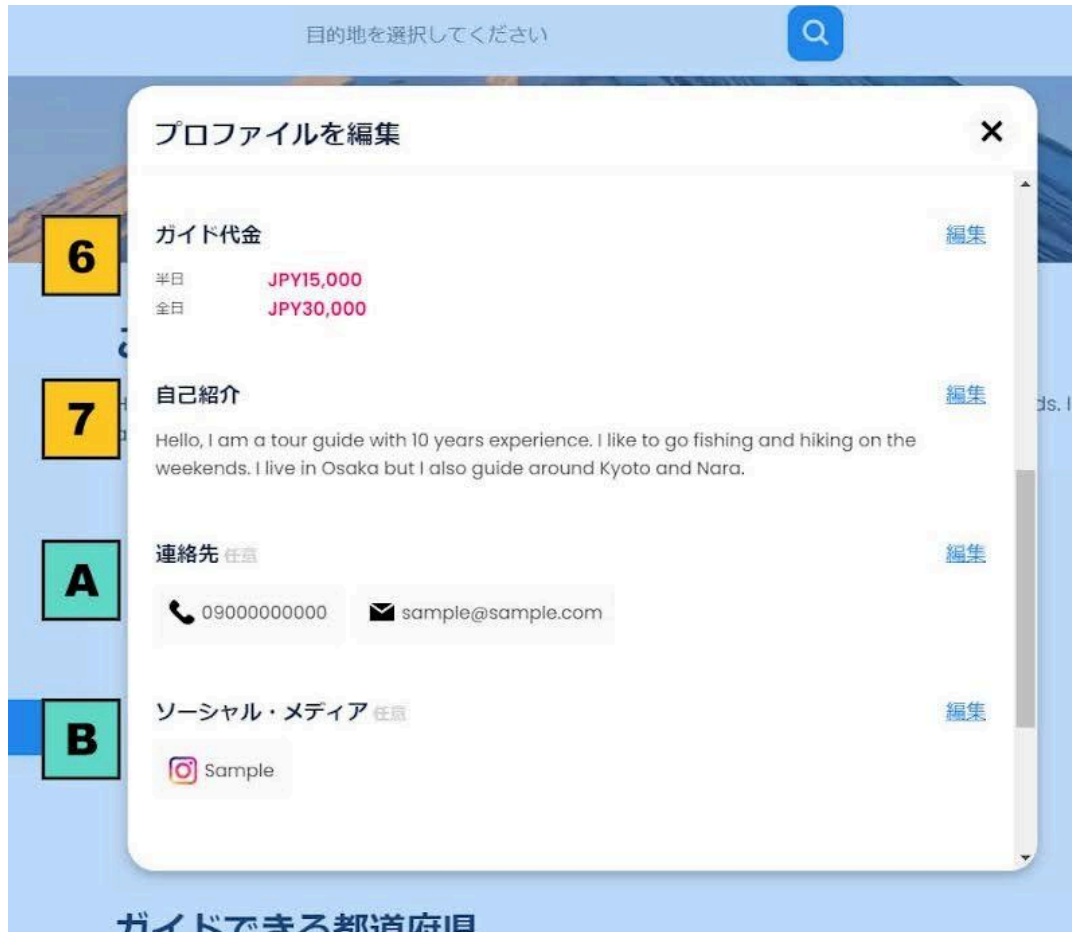 目的地を選択してください
プロファイルを編集
6
ガイド代金
編集
半日 JPY15,000
全日 JPY30,000
7
自己紹介
編集
Hello, I am a tour guide with 10 years experience. I like to go fishing and hiking on the
weekends. I live in Osaka but I also guide around Kyoto and Nara.
ds. I
A
連絡先 任意
編集
09000000000 sample@sample.com
B
ソーシャル・メディア 任意
編集
Sample
ガイドできる都道府県